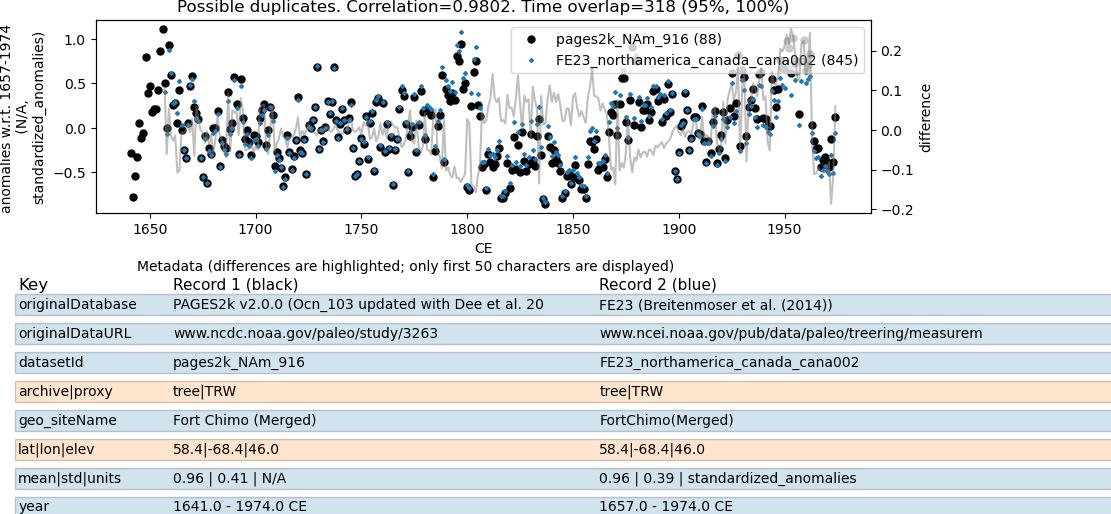 Possible duplicates. Correlation=0.9802. Time overlap=318 (95%, 100%)
anomalies w.r.t. 1657-1974
(N/A,
standardized_anomalies)
1.0
0.5
0.0
−0.5
pages2k_NAm_916 (88)
FE23_northamerica_canada_cana002 (845)
0.2
0.1
0.0
−0.1
−0.2
difference
1650 1700 1750 1800 1850 1900 1950
CE
Metadata (differences are highlighted; only first 50 characters are displayed)
Key Record 1 (black) Record 2 (blue)
originalDatabase PAGES2k v2.0.0 (Ocn_103 updated with Dee et al. 20 FE23 (Breitenmoser et al. (2014))
originalDataURL www.ncdc.noaa.gov/paleo/study/3263 www.ncei.noaa.gov/pub/data/paleo/treering/measurem
datasetId pages2k_NAm_916 FE23_northamerica_canada_cana002
archive|proxy tree|TRW tree|TRW
geo_siteName Fort Chimo (Merged) FortChimo(Merged)
lat|lon|elev 58.4|-68.4|46.0 58.4|-68.4|46.0
mean|std|units 0.96 | 0.41 | N/A 0.96 | 0.39 | standardized_anomalies
year 1641.0 - 1974.0 CE 1657.0 - 1974.0 CE